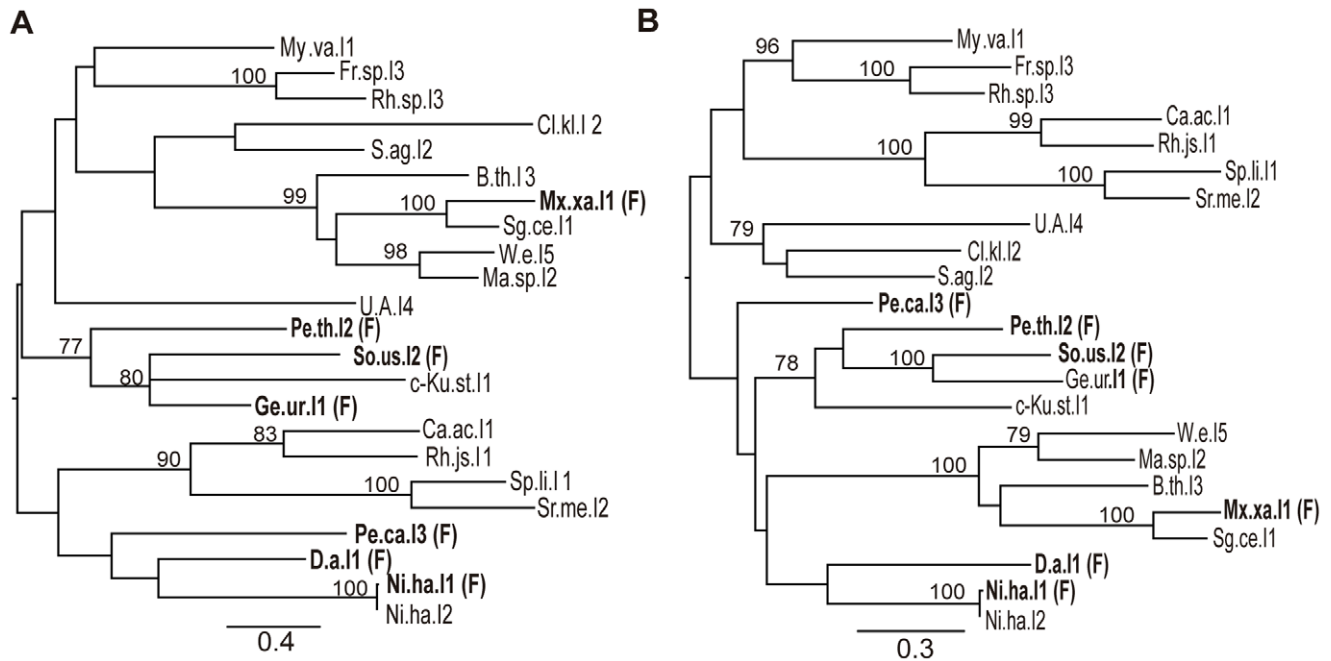 A
My.va.I1
100
Fr.sp.I3
Rh.sp.I3
Cl.kl.I 2
S.ag.I2
B.th.I 3
99
Mx.xa.I1 (F)
100
Sg.ce.I1
W.e.I5
98
Ma.sp.I2
U.A.I4
Pe.th.I2 (F)
77
So.us.I2 (F)
80
c-Ku.st.I1
Ge.ur.I1 (F)
Ca.ac.I1
83
Rh.js.I1
90
Sp.li.I 1
100
Sr.me.I2
Pe.ca.I3 (F)
D.a.I1 (F)
100
Ni.ha.I1 (F)
Ni.ha.I2
0.4
B
My.va.I1
96
Fr.sp.I3
100
Rh.sp.I3
Ca.ac.I1
99
Rh.js.I1
100
Sp.li.I1
100
Sr.me.I2
U.A.I4
79
Cl.kl.I2
S.ag.I2
Pe.ca.I3 (F)
Pe.th.I2 (F)
78
So.us.I2 (F)
100
Ge.ur.I1 (F)
c-Ku.st.I1
W.e.I5
79
Ma.sp.I2
100
B.th.I3
Mx.xa.I1 (F)
100
Sg.ce.I1
D.a.I1 (F)
100
Ni.ha.I1 (F)
Ni.ha.I2
0.3